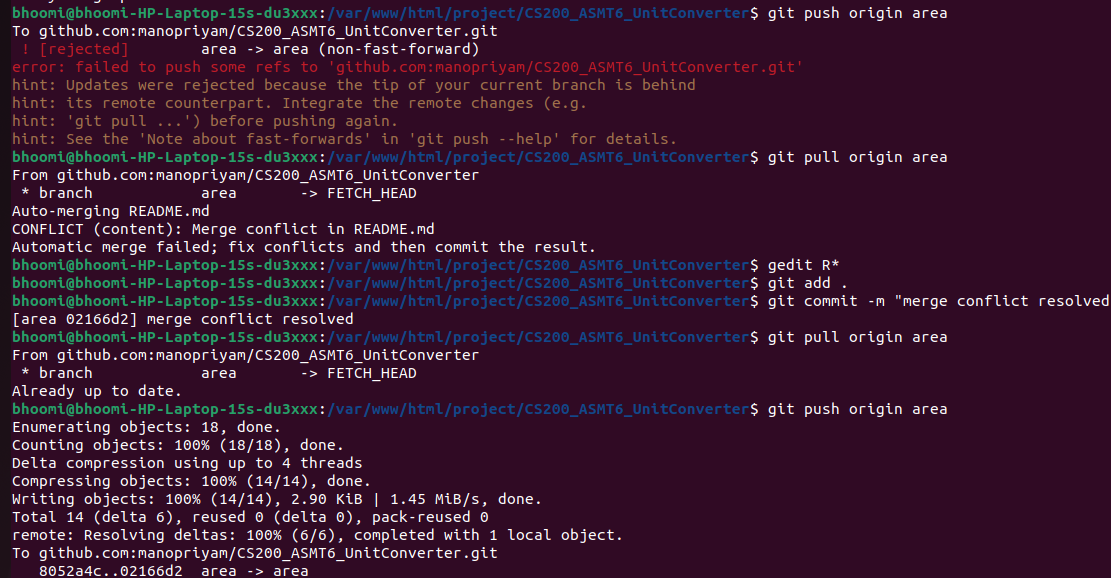 bhoomi@bhoomi-HP-Laptop-15s-du3xxx:/var/www/html/project/CS200_ASMT6_UnitConverter$ git push origin area
To github.com:manopriyam/CS200_ASMT6_UnitConverter.git
 ! [rejected]        area -> area (non-fast-forward)
error: failed to push some refs to 'github.com:manopriyam/CS200_ASMT6_UnitConverter.git'
hint: Updates were rejected because the tip of your current branch is behind
hint: its remote counterpart. Integrate the remote changes (e.g.
hint: 'git pull ...') before pushing again.
hint: See the 'Note about fast-forwards' in 'git push --help' for details.
bhoomi@bhoomi-HP-Laptop-15s-du3xxx:/var/www/html/project/CS200_ASMT6_UnitConverter$ git pull origin area
From github.com:manopriyam/CS200_ASMT6_UnitConverter
 * branch            area       -> FETCH_HEAD
Auto-merging README.md
CONFLICT (content): Merge conflict in README.md
Automatic merge failed; fix conflicts and then commit the result.
bhoomi@bhoomi-HP-Laptop-15s-du3xxx:/var/www/html/project/CS200_ASMT6_UnitConverter$ gedit R*
bhoomi@bhoomi-HP-Laptop-15s-du3xxx:/var/www/html/project/CS200_ASMT6_UnitConverter$ git add .
bhoomi@bhoomi-HP-Laptop-15s-du3xxx:/var/www/html/project/CS200_ASMT6_UnitConverter$ git commit -m "merge conflict resolved
[area 02166d2] merge conflict resolved
bhoomi@bhoomi-HP-Laptop-15s-du3xxx:/var/www/html/project/CS200_ASMT6_UnitConverter$ git pull origin area
From github.com:manopriyam/CS200_ASMT6_UnitConverter
 * branch            area       -> FETCH_HEAD
Already up to date.
bhoomi@bhoomi-HP-Laptop-15s-du3xxx:/var/www/html/project/CS200_ASMT6_UnitConverter$ git push origin area
Enumerating objects: 18, done.
Counting objects: 100% (18/18), done.
Delta compression using up to 4 threads
Compressing objects: 100% (14/14), done.
Writing objects: 100% (14/14), 2.90 KiB | 1.45 MiB/s, done.
Total 14 (delta 6), reused 0 (delta 0), pack-reused 0
remote: Resolving deltas: 100% (6/6), completed with 1 local object.
To github.com:manopriyam/CS200_ASMT6_UnitConverter.git
   8052a4c..02166d2  area -> area